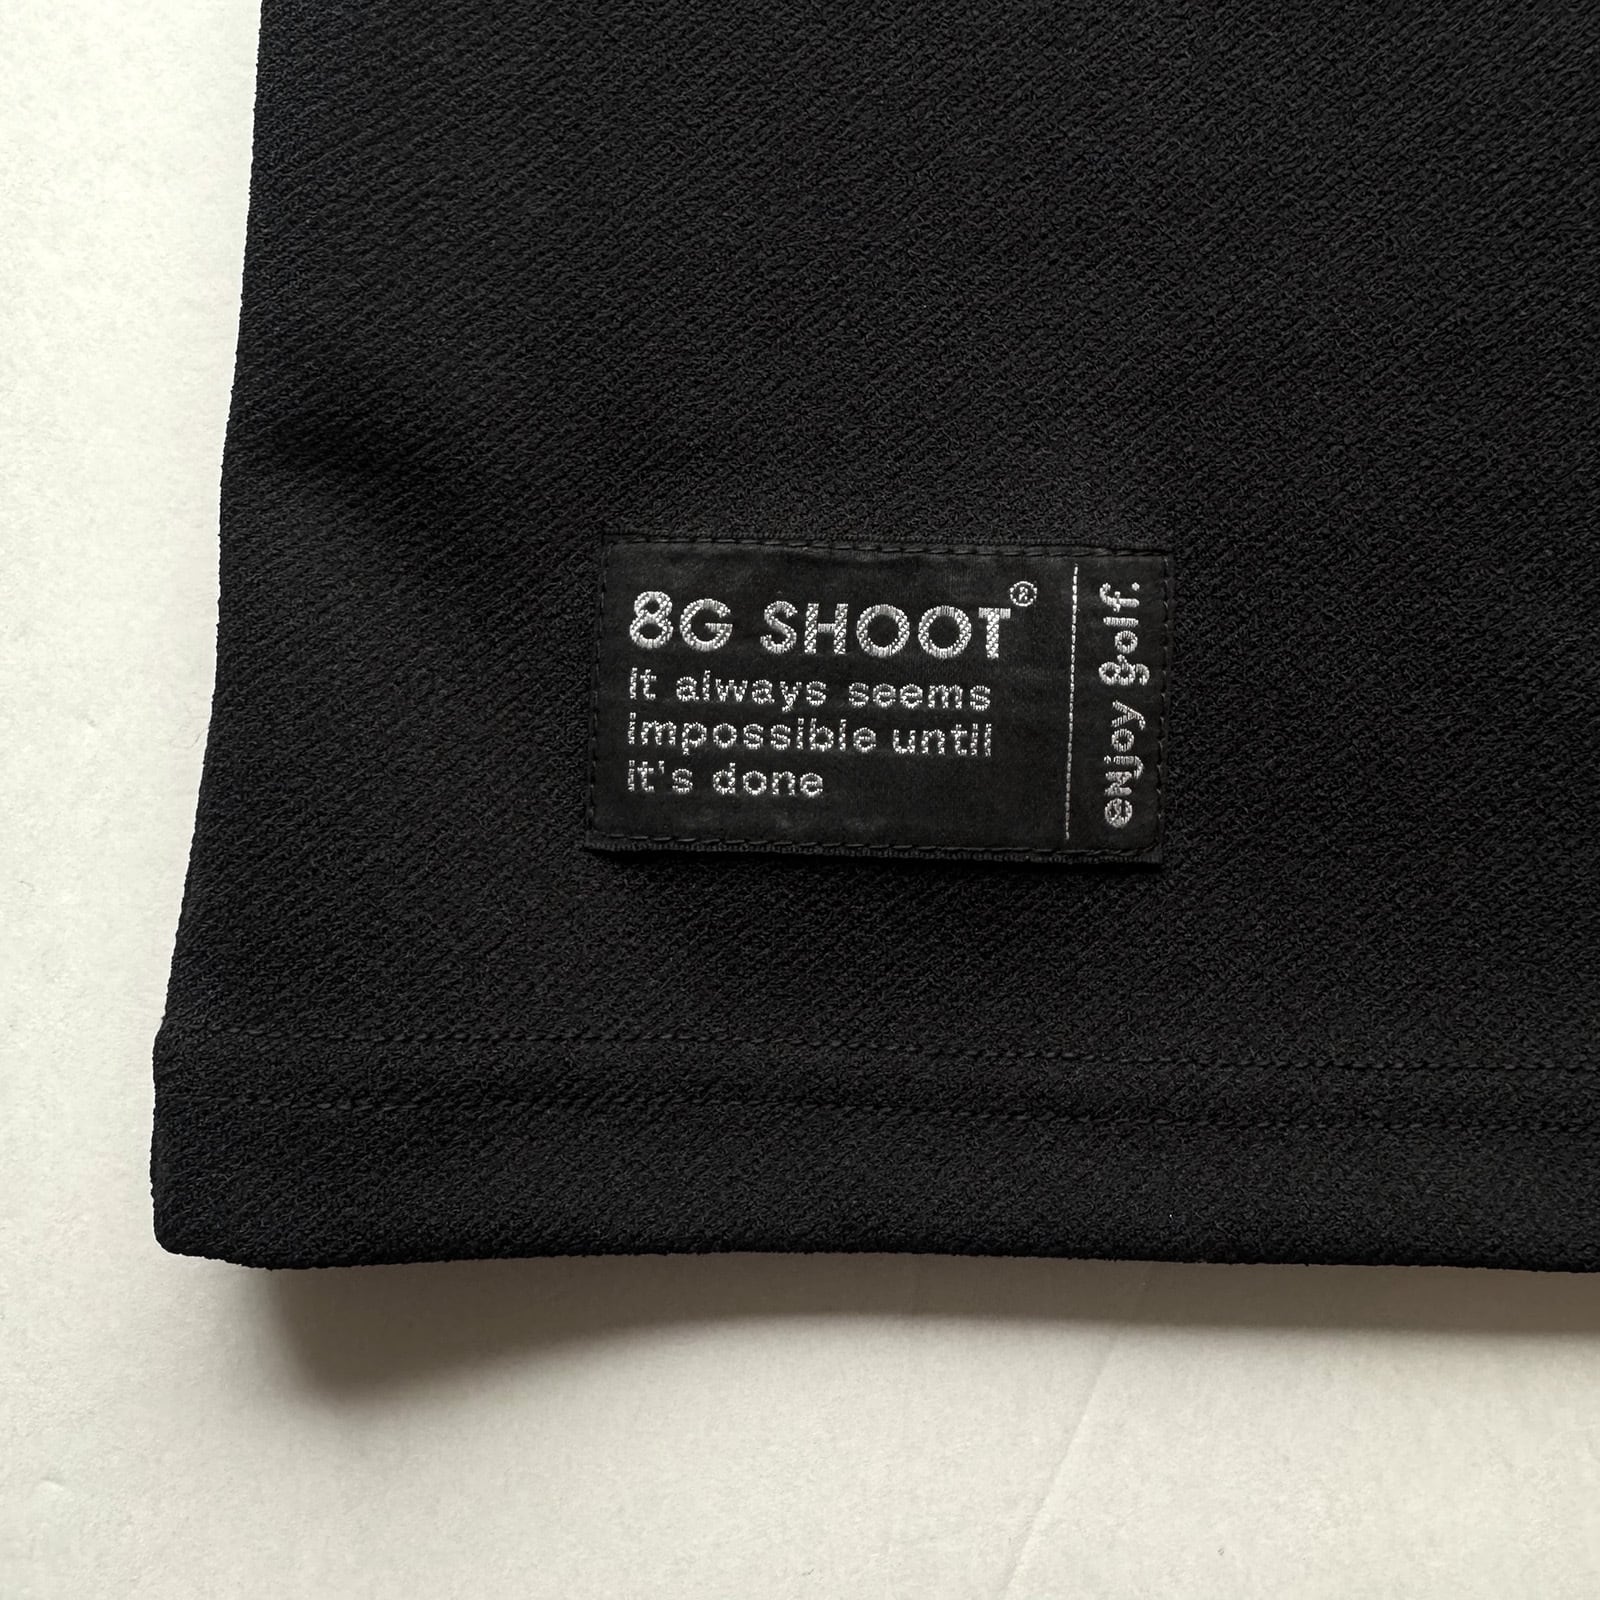 8G SHOOT®
It always seems
impossible until
it's done
eNjoy golf.